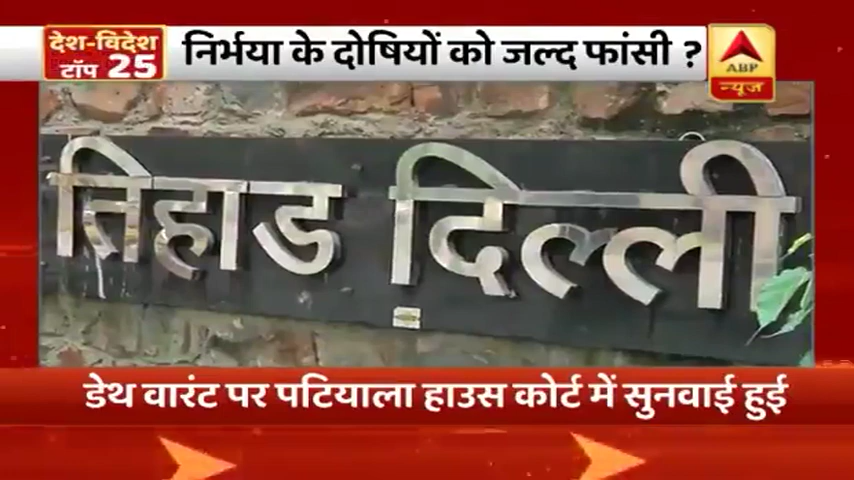 देश-विदेश
टॉप 25
निर्भया के दोषियों को जल्द फांसी ?
ABP
न्यूज़
तिहाड दिल्ली
डेथ वारंट पर पटियाला हाउस कोर्ट में सुनवाई हुई